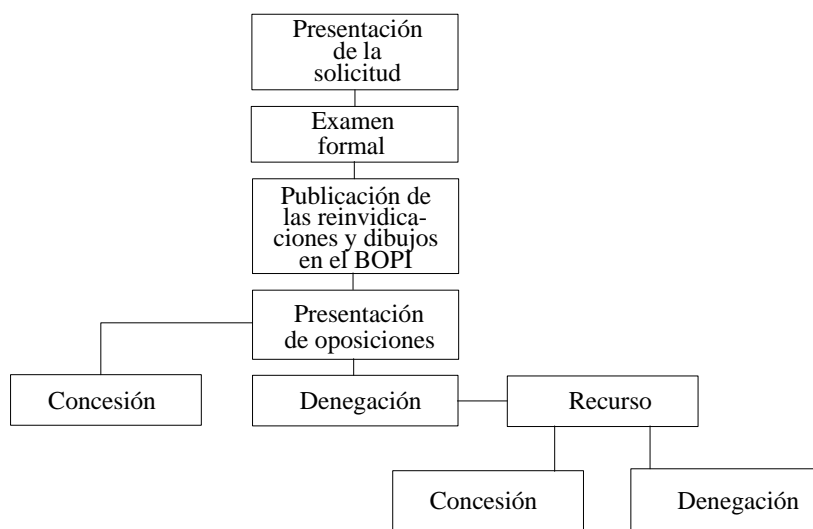 Presentación
de la
solicitud
Examen
formal
Publicación de
las reinvidica-
ciones y dibujos
en el BOPI
Presentación
de oposiciones
Concesión
Denegación
Recurso
Concesión
Denegación